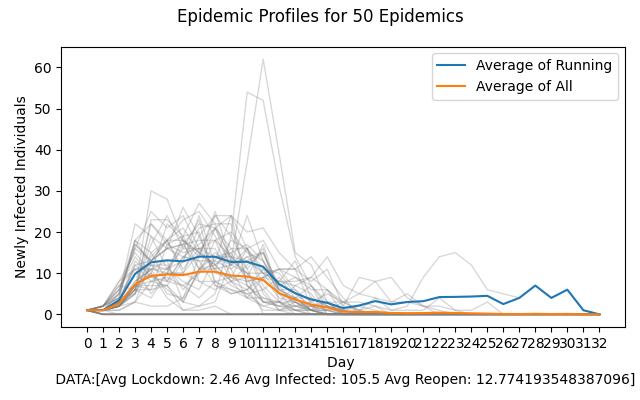 Epidemic Profiles for 50 Epidemics
Average of Running
Average of All
Newly Infected Individuals
60
50
40
30
20
10
0
0 1 2 3 4 5 6 7 8 9 10 11 12 13 14 15 16 17 18 19 20 21 22 23 24 25 26 27 28 29 30 31 32
Day
DATA:[Avg Lockdown: 2.46 Avg Infected: 105.5 Avg Reopen: 12.774193548387096]